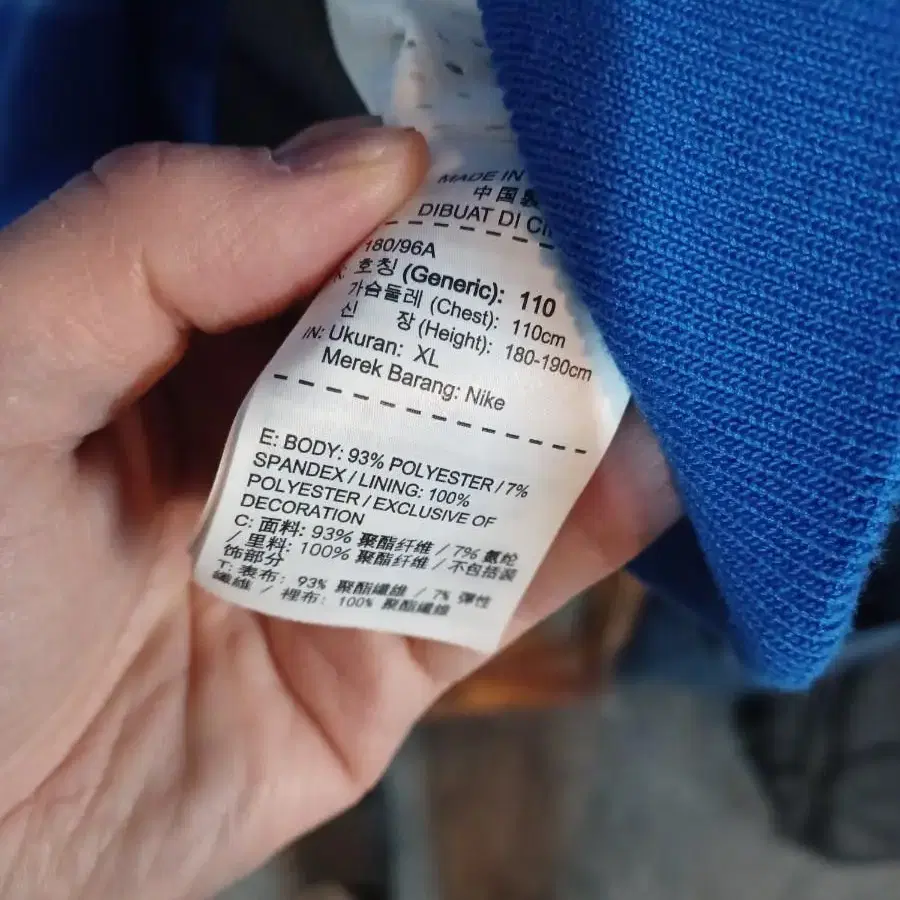 MADE IN
中国製
DIBUAT DI
180/96A
호칭 (Generic): 110
가슴둘레 (Chest): 110cm
신 장 (Height): 180-190cm
IN: Ukuran: XL
Merek Barang: Nike
E: BODY: 93% POLYESTER / 7%
SPANDEX / LINING: 100%
POLYESTER / EXCLUSIVE OF
DECORATION
C: 面料: 93% 聚酯纤维 / 7% 氨纶
/ 里料: 100% 聚酯纤维 / 不包括装
饰部分
T: 表布: 93% 聚酯纖維 / 7% 彈性
纖維 / 裡布: 100% 聚酯纖維